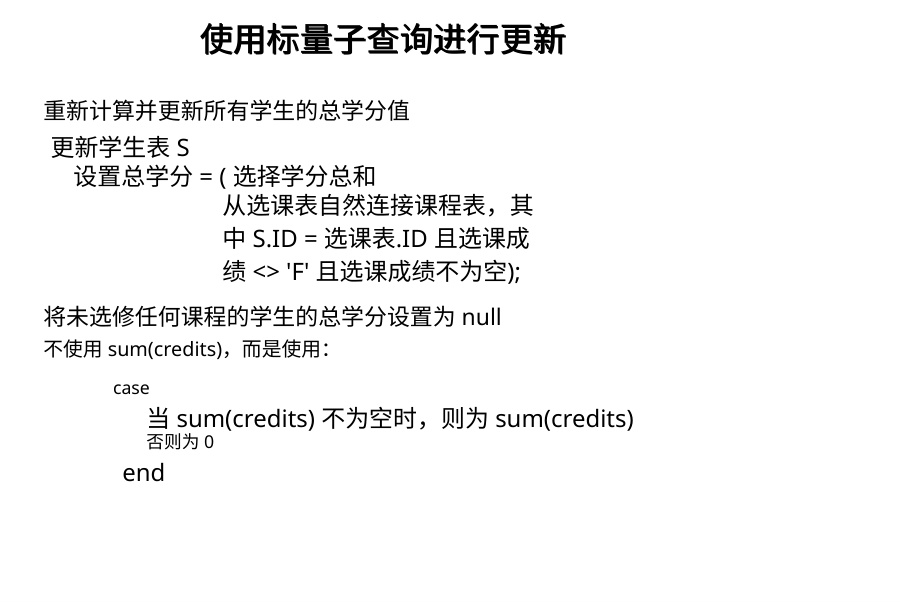 使用标量子查询进行更新
重新计算并更新所有学生的总学分值
更新学生表 S
设置总学分 = ( 选择学分总和
从选课表自然连接课程表，其
中 S.ID = 选课表.ID 且选课成
绩 <> 'F' 且选课成绩不为空);
将未选修任何课程的学生的总学分设置为 null
不使用 sum(credits)，而是使用：
case
当 sum(credits) 不为空时，则为 sum(credits)
否则为 0
end